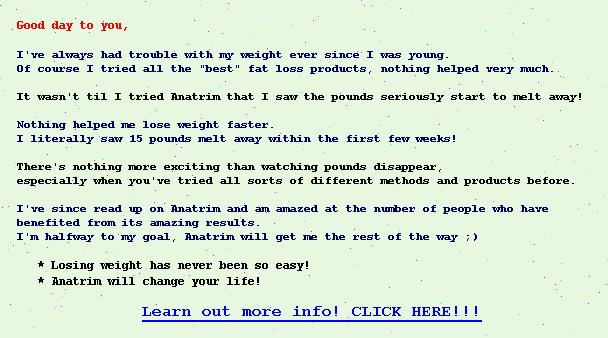 Good day to you,
I've always had trouble with my weight ever since I was young.
Of course I tried all the "best" fat loss products, nothing helped very much.
It wasn't til I tried Anatrim that I saw the pounds seriously start to melt away!
Nothing helped me lose weight faster.
I literally saw 15 pounds melt away within the first few weeks!
There's nothing more exciting than watching pounds disappear,
especially when you've tried all sorts of different methods and products before.
I've since read up on Anatrim and am amazed at the number of people who have
benefited from its amazing results.
I'm halfway to my goal, Anatrim will get me the rest of the way ;)
* Losing weight has never been so easy!
* Anatrim will change your life!
Learn out more info! CLICK HERE!!!